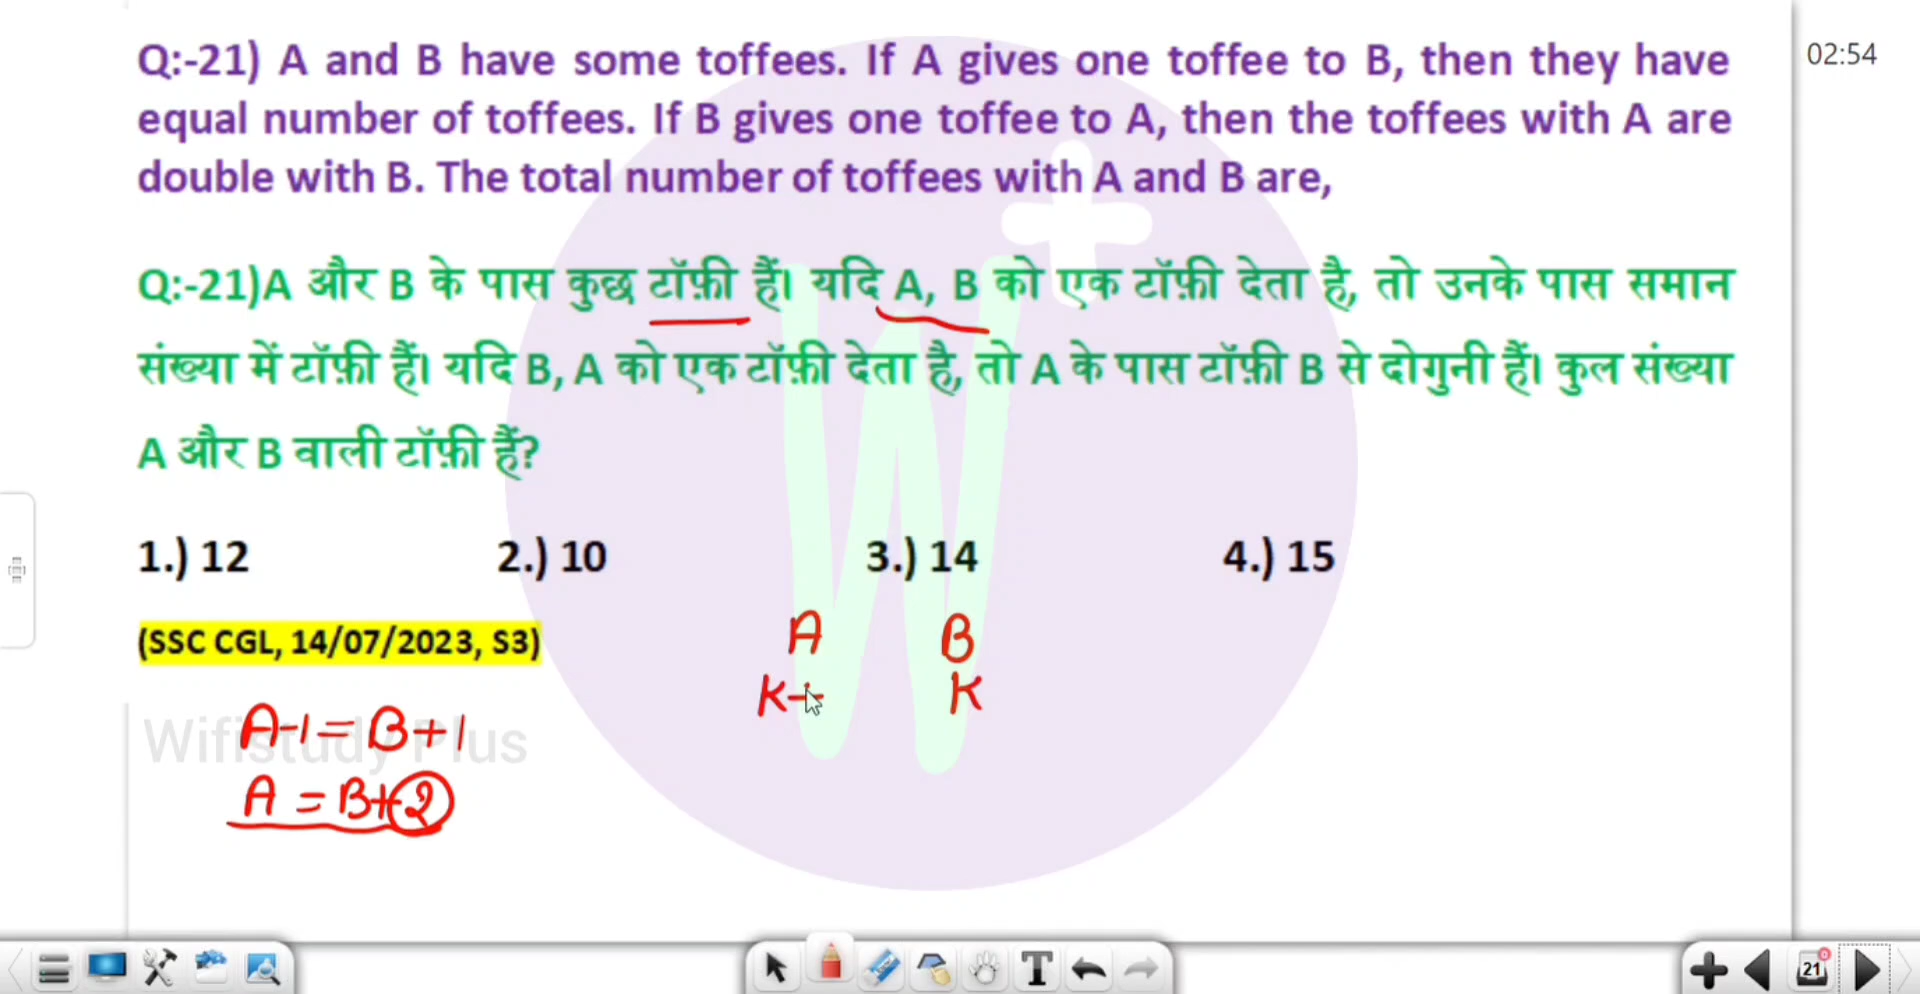 Q:-21) A and B have some toffees. If A gives one toffee to B, then they have
02:54
equal number of toffees. If B gives one toffee to A, then the toffees with A are
double with B. The total number of toffees with A and B are,
Q:-21)A और B के पास कुछ टॉफ़ी हैं। यदि A, B को एक टॉफ़ी देता है, तो उनके पास समान
संख्या में टॉफ़ी हैं। यदि B, A को एक टॉफ़ी देता है, तो A के पास टॉफ़ी B से दोगुनी हैं। कुल संख्या
A और B वाली टॉफ़ी हैं?
1.) 12 2.) 10 3.) 14 4.) 15
(SSC CGL, 14/07/2023, S3)
A B
K+ K
Wifistudy Plus
A-1=B+1
A=B+2
T
21
0